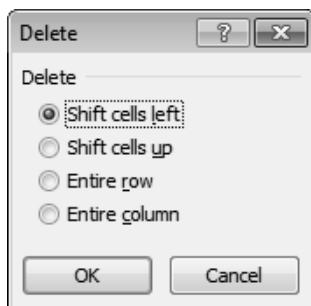 Delete
Delete
Shift cells left
Shift cells up
Entire row
Entire column
OK Cancel